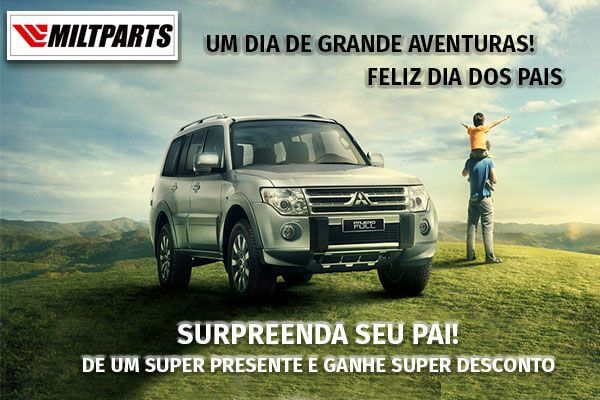 MILTPARTS
UM DIA DE GRANDE AVENTURAS!
FELIZ DIA DOS PAIS
PAJERO
FULL
SURPREENDA SEU PAI!
DE UM SUPER PRESENTE E GANHE SUPER DESCONTO